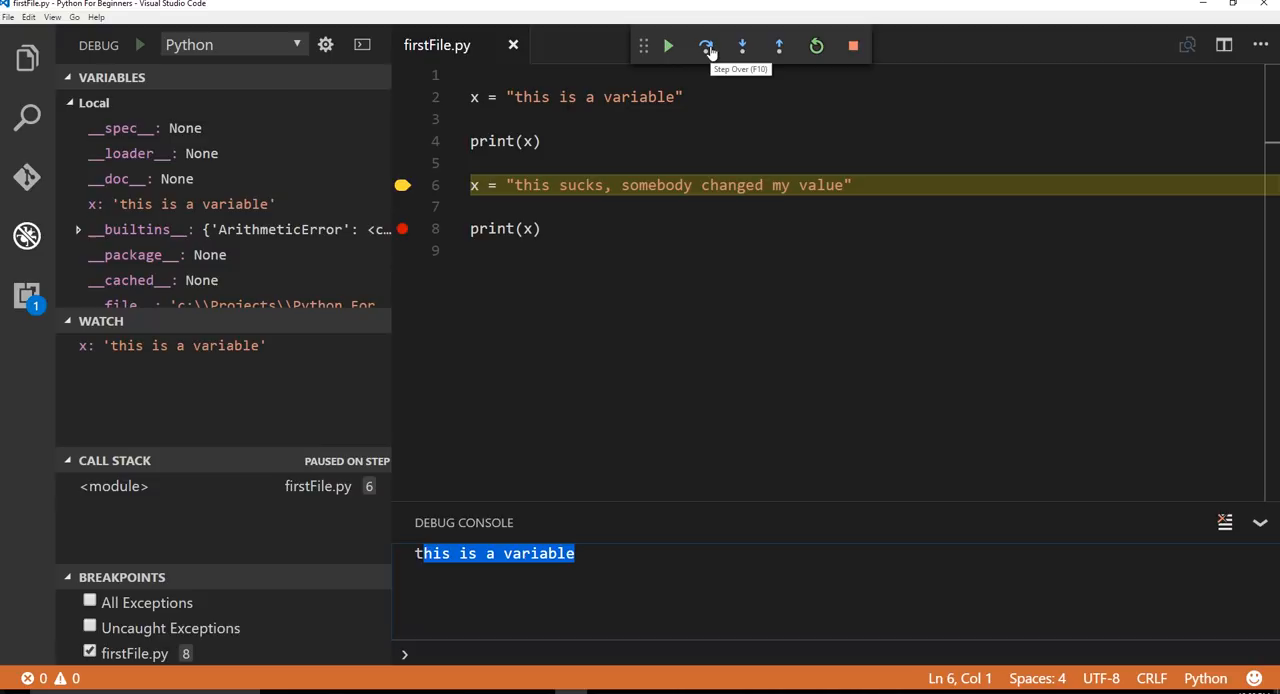 firstFile.py - Python For Beginners - Visual Studio Code
File Edit View Go Help
DEBUG Python
firstFile.py
Step Over (F10)
VARIABLES
Local
__spec__: None
__loader__: None
__doc__: None
x: 'this is a variable'
__builtins__: {'ArithmeticError': <c...
__package__: None
__cached__: None
__file__: 'c:\\Projects\\Python For
WATCH
x: 'this is a variable'
CALL STACK PAUSED ON STEP
<module> firstFile.py 6
BREAKPOINTS
All Exceptions
Uncaught Exceptions
firstFile.py 8
1
1
2 x = "this is a variable"
3
4 print(x)
5
6 x = "this sucks, somebody changed my value"
7
8 print(x)
9
DEBUG CONSOLE
this is a variable
0 0 Ln 6, Col 1 Spaces: 4 UTF-8 CRLF Python